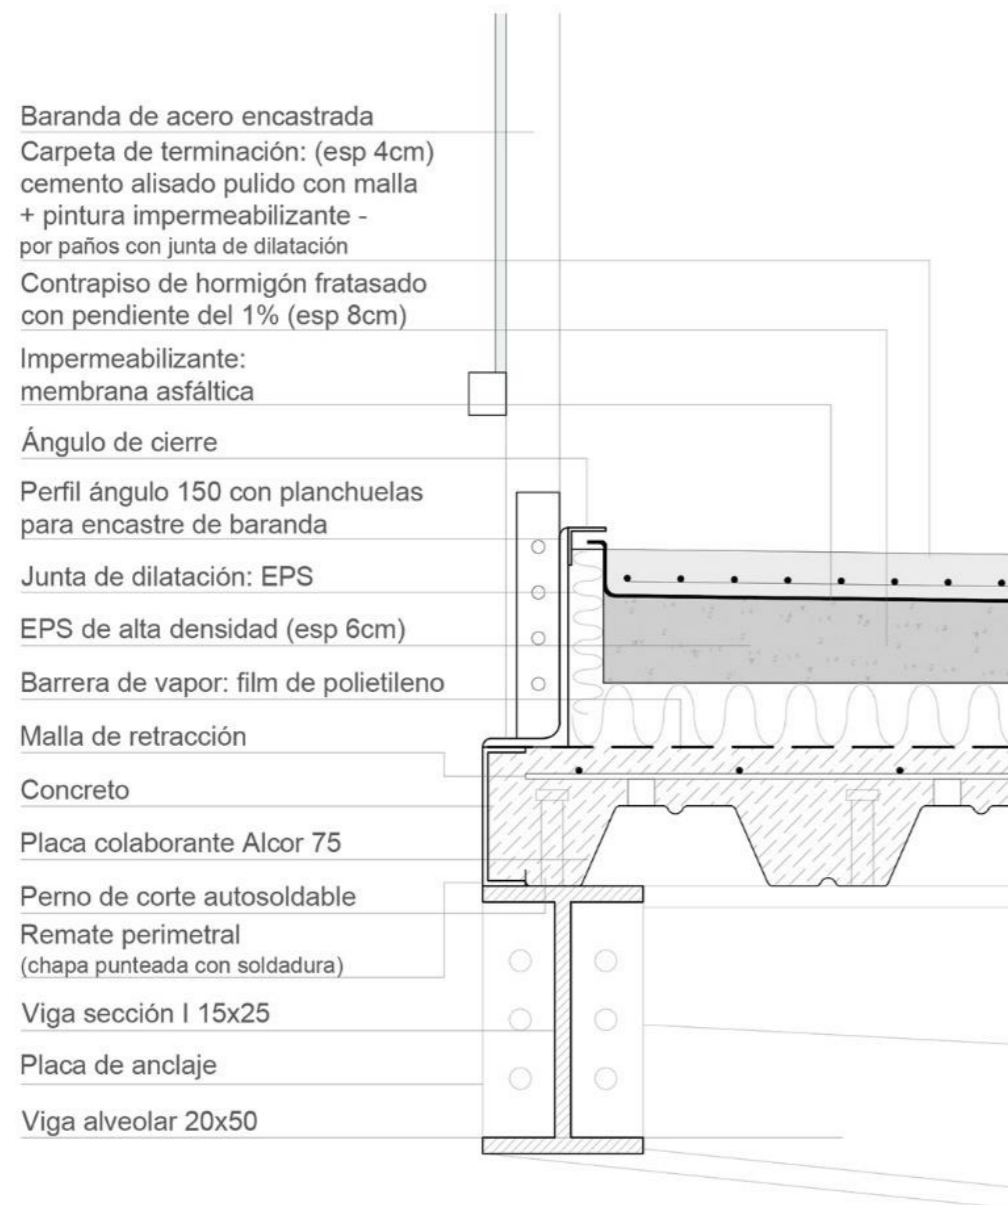 Baranda de acero encastrada
Carpeta de terminación: (esp 4cm)
cemento alisado pulido con malla
+ pintura impermeabilizante -
por paños con junta de dilatación
Contrapiso de hormigón fratasado
con pendiente del 1% (esp 8cm)
Impermeabilizante:
membrana asfáltica
Ángulo de cierre
Perfil ángulo 150 con planchuelas
para encastre de baranda
Junta de dilatación: EPS
EPS de alta densidad (esp 6cm)
Barrera de vapor: film de polietileno
Malla de retracción
Concreto
Placa colaborante Alcor 75
Perno de corte autosoldable
Remate perimetral
(chapa punteada con soldadura)
Viga sección I 15x25
Placa de anclaje
Viga alveolar 20x50